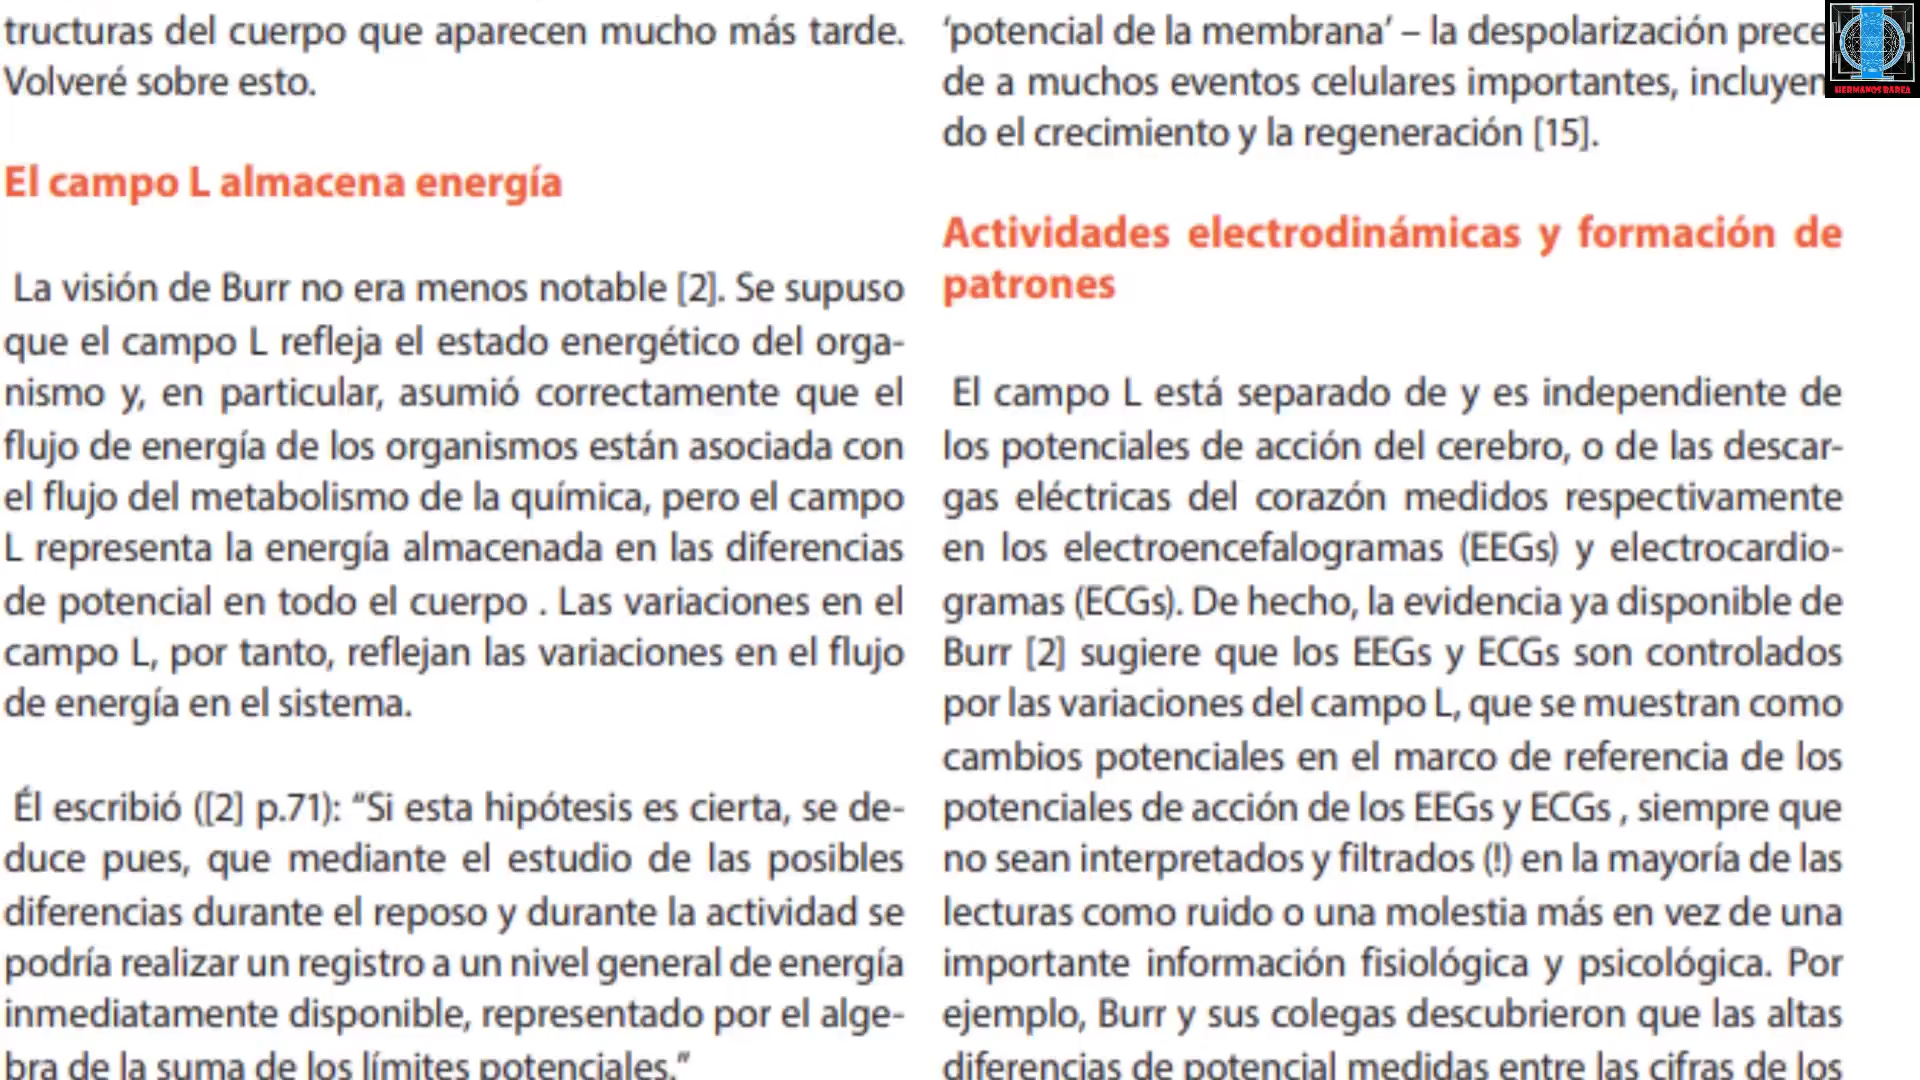 tructuras del cuerpo que aparecen mucho más tarde.
Volveré sobre esto.
El campo L almacena energía
La visión de Burr no era menos notable [2]. Se supuso
que el campo L refleja el estado energético del orga-
nismo y, en particular, asumió correctamente que el
flujo de energía de los organismos están asociada con
el flujo del metabolismo de la química, pero el campo
L representa la energía almacenada en las diferencias
de potencial en todo el cuerpo . Las variaciones en el
campo L, por tanto, reflejan las variaciones en el flujo
de energía en el sistema.
Él escribió ([2] p.71): “Si esta hipótesis es cierta, se de-
duce pues, que mediante el estudio de las posibles
diferencias durante el reposo y durante la actividad se
podría realizar un registro a un nivel general de energía
inmediatamente disponible, representado por el alge-
bra de la suma de los límites potenciales.”
‘potencial de la membrana’ – la despolarización prece
de a muchos eventos celulares importantes, incluyen
do el crecimiento y la regeneración [15].
Actividades electrodinámicas y formación de
patrones
El campo L está separado de y es independiente de
los potenciales de acción del cerebro, o de las descar-
gas eléctricas del corazón medidos respectivamente
en los electroencefalogramas (EEGs) y electrocardio-
gramas (ECGs). De hecho, la evidencia ya disponible de
Burr [2] sugiere que los EEGs y ECGs son controlados
por las variaciones del campo L, que se muestran como
cambios potenciales en el marco de referencia de los
potenciales de acción de los EEGs y ECGs , siempre que
no sean interpretados y filtrados (!) en la mayoría de las
lecturas como ruido o una molestia más en vez de una
importante información fisiológica y psicológica. Por
ejemplo, Burr y sus colegas descubrieron que las altas
diferencias de potencial medidas entre las cifras de los
HERMANOS BAREA